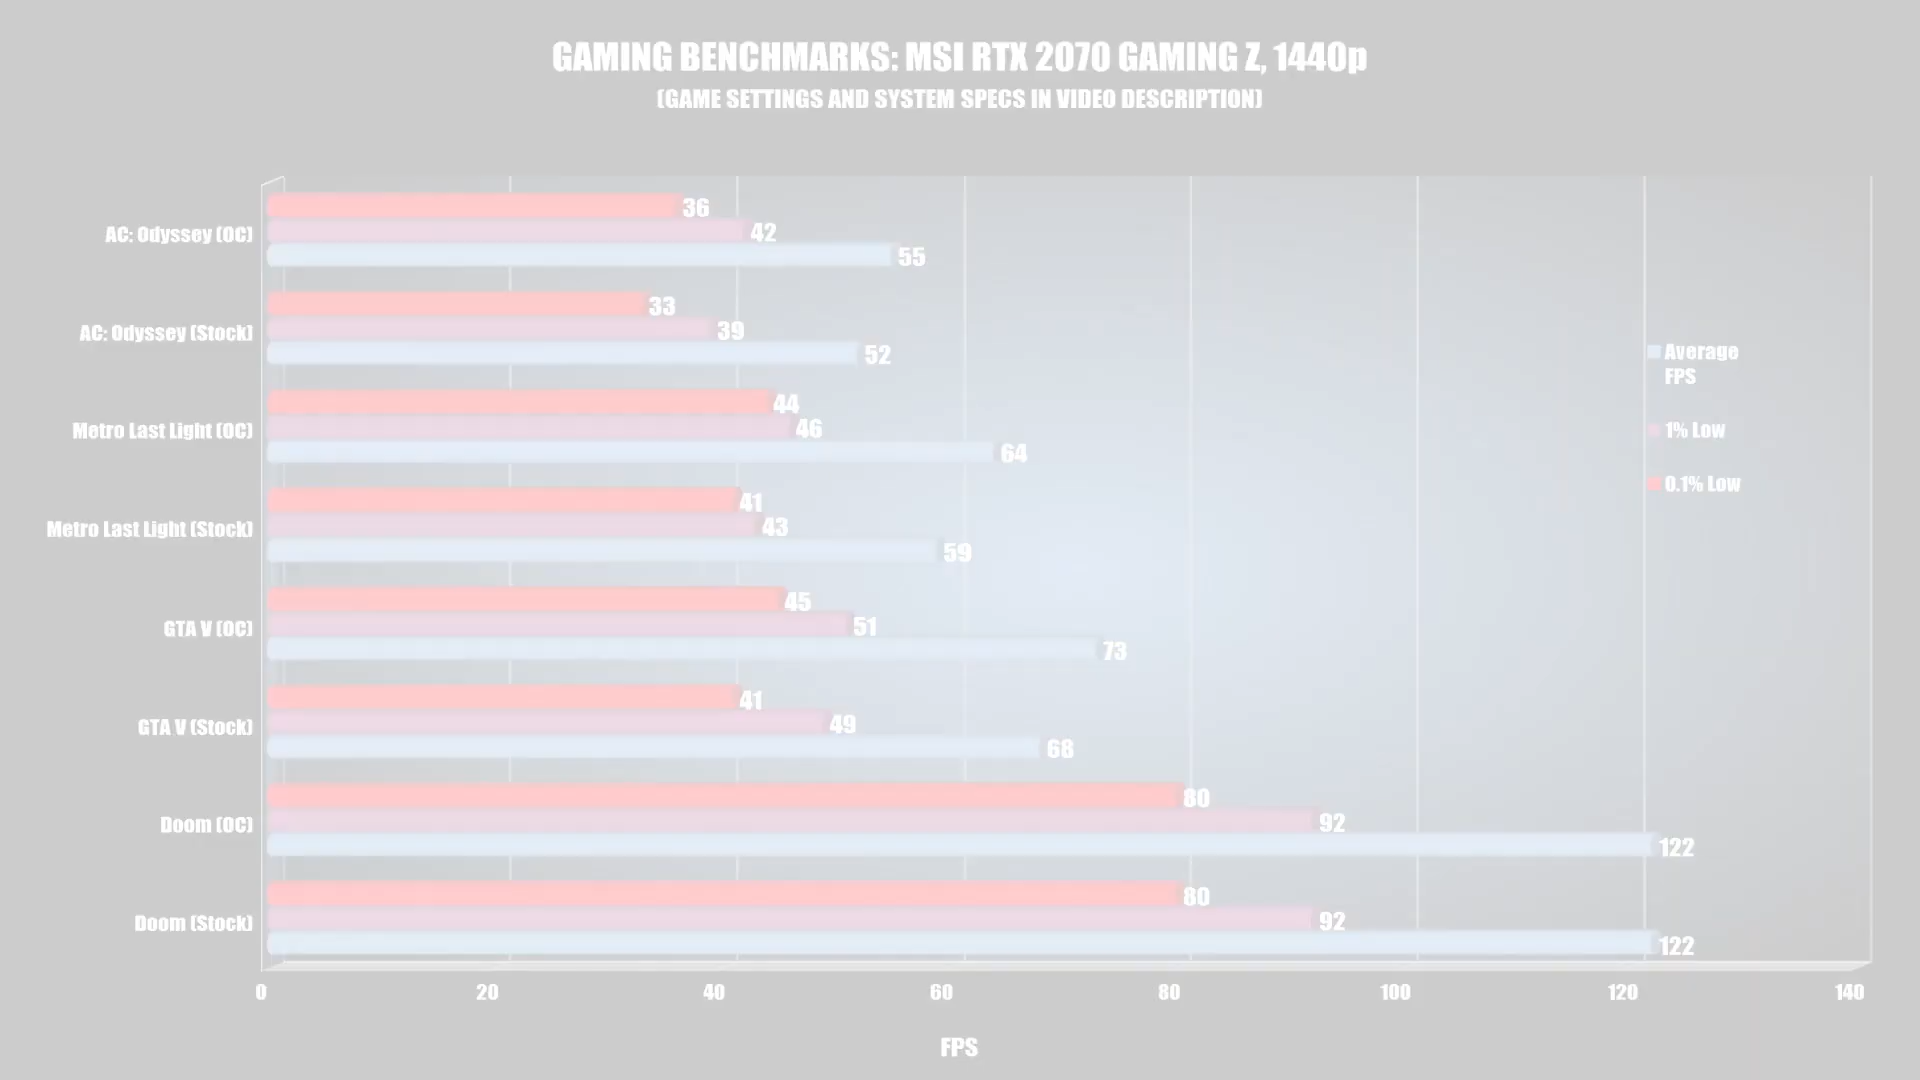 GAMING BENCHMARKS: MSI RTX 2070 GAMING Z, 1440p
(GAME SETTINGS AND SYSTEM SPECS IN VIDEO DESCRIPTION)
AC: Odyssey (OC)
36
42
55
AC: Odyssey (Stock)
33
39
52
Metro Last Light (OC)
44
46
64
Metro Last Light (Stock)
41
43
59
GTA V (OC)
45
51
73
GTA V (Stock)
41
49
68
Doom (OC)
80
92
122
Doom (Stock)
80
92
122
Average
FPS
1% Low
0.1% Low
0 20 40 60 80 100 120 140
FPS